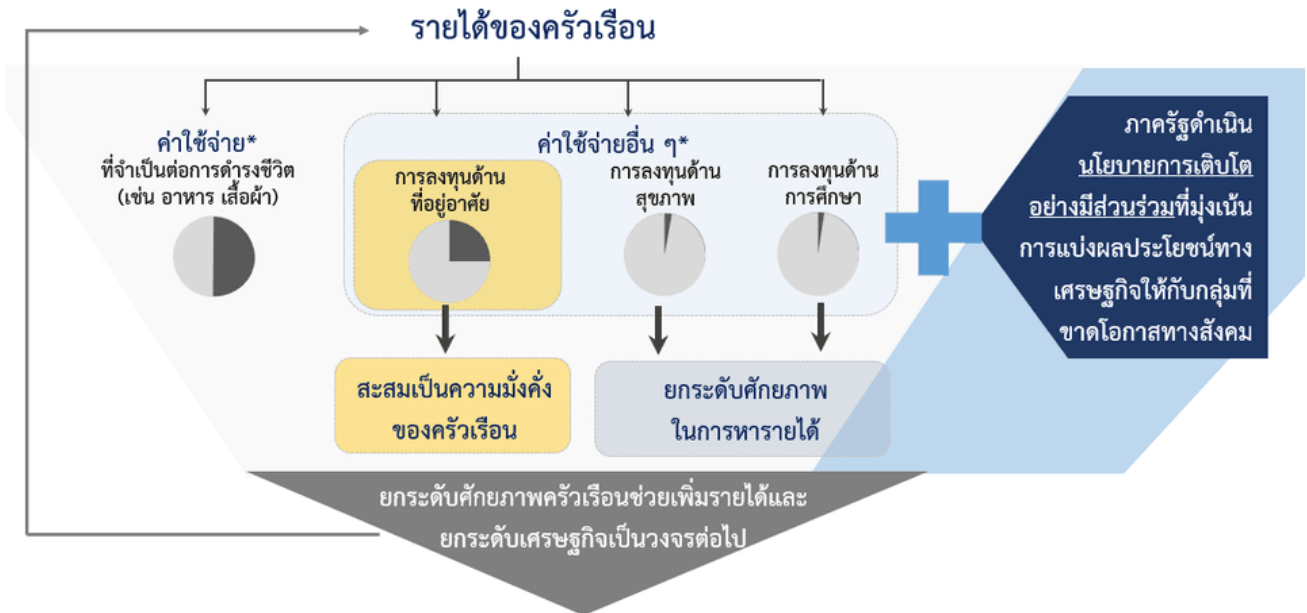 รายได้ของครัวเรือน
ค่าใช้จ่าย*
ที่จำเป็นต่อการดำรงชีวิต
(เช่น อาหาร เสื้อผ้า)
ค่าใช้จ่ายอื่น ๆ*
การลงทุนด้าน
ที่อยู่อาศัย
การลงทุนด้าน
สุขภาพ
การลงทุนด้าน
การศึกษา
ภาครัฐดำเนิน
นโยบายการเติบโต
อย่างมีส่วนร่วมที่มุ่งเน้น
การแบ่งผลประโยชน์ทาง
เศรษฐกิจให้กับกลุ่มที่
ขาดโอกาสทางสังคม
สะสมเป็นความมั่งคั่ง
ของครัวเรือน
ยกระดับศักยภาพ
ในการหารายได้
ยกระดับศักยภาพครัวเรือนช่วยเพิ่มรายได้และ
ยกระดับเศรษฐกิจเป็นวงจรต่อไป